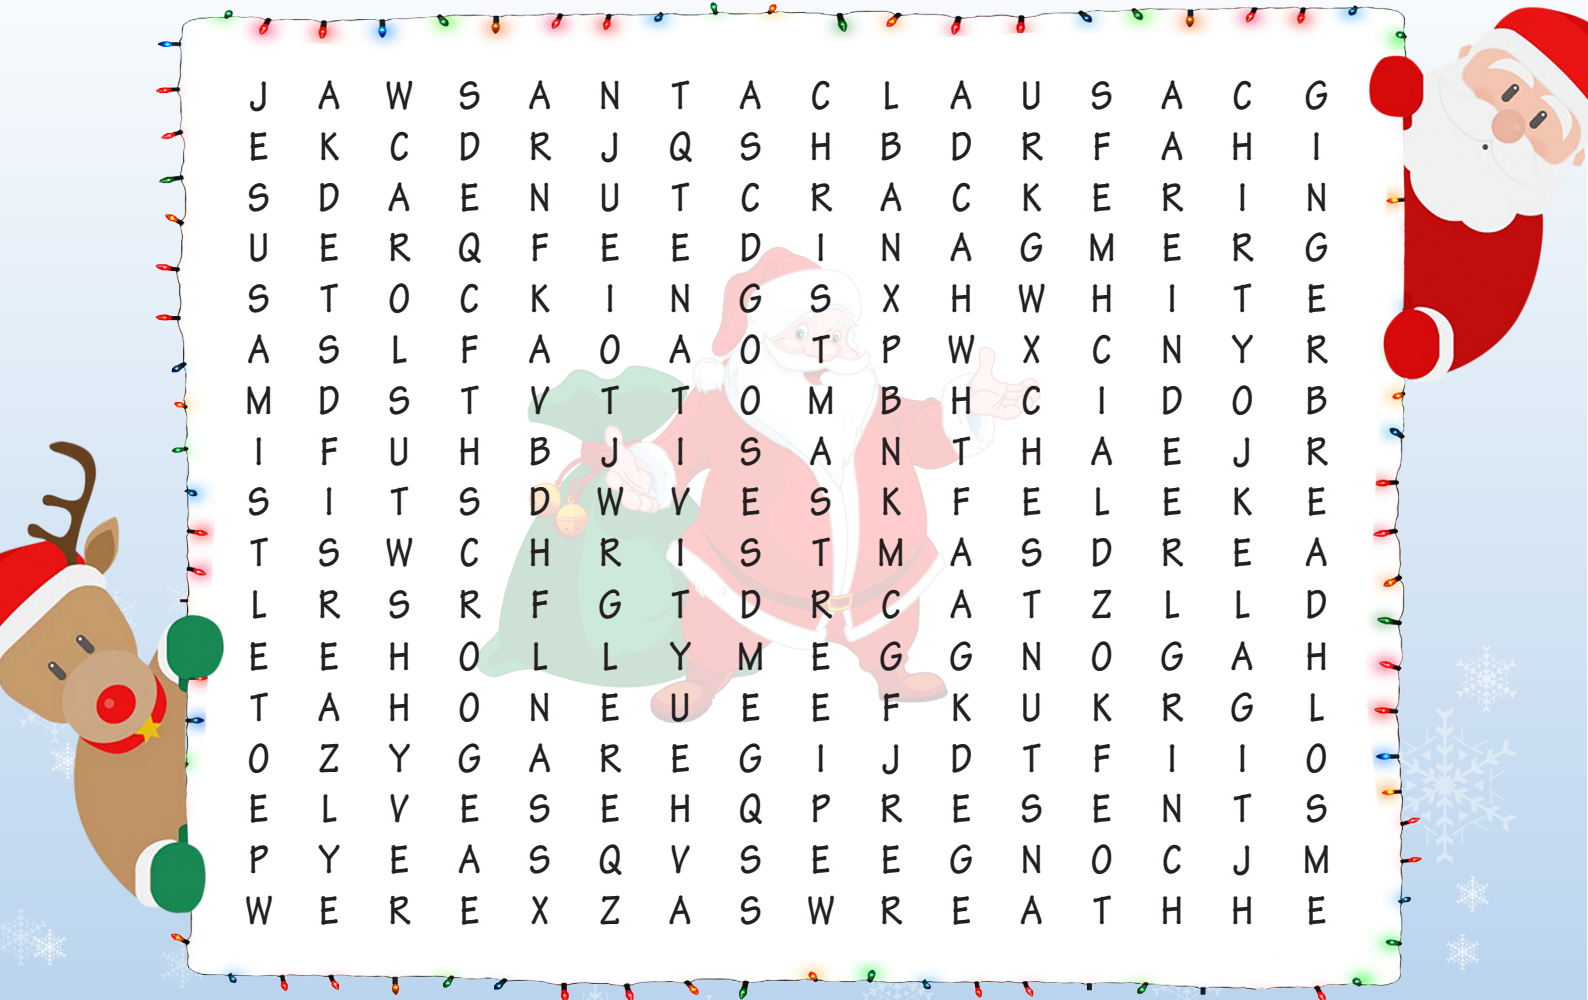 J A W S A N T A C L A U S A C G
E K C D R J Q S H B D R F A H I
S D A E N U T C R A C K E R I N
U E R Q F E E D I N A G M E R G
S T O C K I N G S X H W H I T E
A S L F A O A O T P W X C N Y R
M D S T V T T O M B H C I D O B
I F U H B J I S A N T H A E J R
S I T S D W V E S K F E L E K E
T S W C H R I S T M A S D R E A
L R S R F G T D R C A T Z L L D
E E H O L L Y M E G G N O G A H
T A H O N E U E E F K U K R G L
O Z Y G A R E G I J D T F I I O
E L V E S E H Q P R E S E N T S
P Y E A S Q V S E E G N O C J M
W E R E X Z A S W R E A T H H E